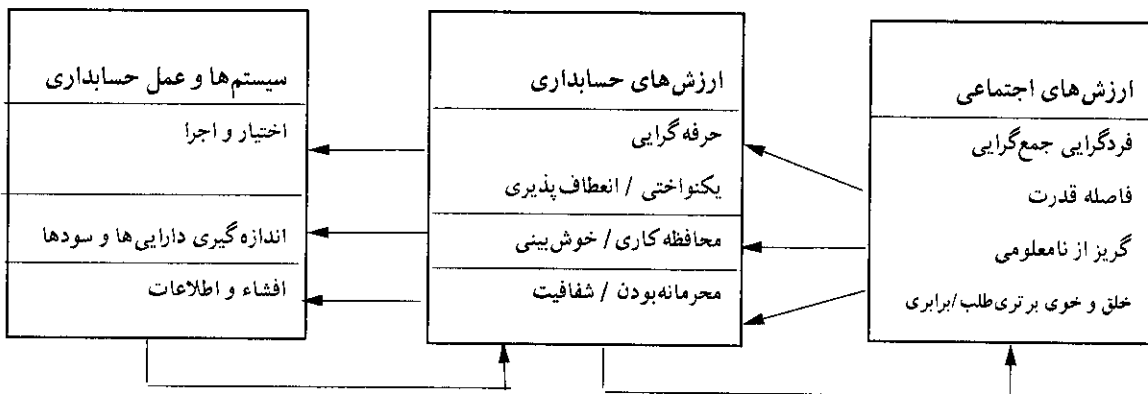 ارزش‌های اجتماعی
فردگرایی جمع‌گرایی
فاصله قدرت
گریز از نامعلومی
خلق و خوی برتری‌طلب/برابری
ارزش‌های حسابداری
حرفه‌گرایی
یکنواختی / انعطاف‌پذیری
محافظه‌کاری / خوش‌بینی
محرمانه‌بودن / شفافیت
سیستم‌ها و عمل حسابداری
اختیار و اجرا
اندازه‌گیری دارایی‌ها و سودها
افشاء و اطلاعات